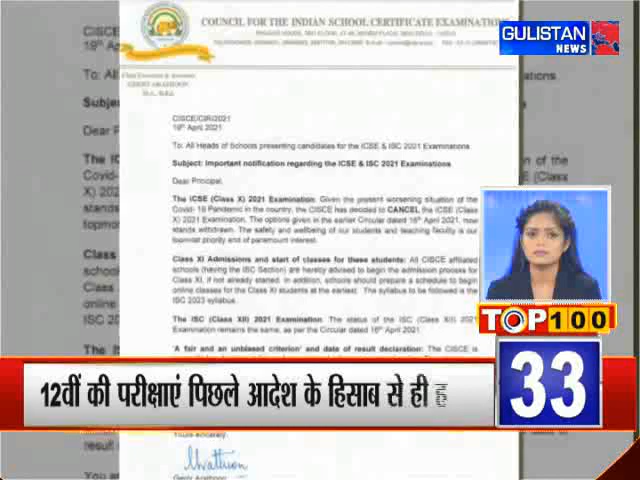 COUNCIL FOR THE INDIAN SCHOOL CERTIFICATE EXAMINATIONS
GULISTAN
NEWS
CISCE/CIR/2021
19th April 2021
To: All Heads of Schools presenting candidates for the ICSE & ISC 2021 Examinations
Subject: Important notification regarding the ICSE & ISC 2021 Examinations
Dear Principal,
The ICSE (Class X) 2021 Examination: Given the present worsening situation of the
Covid- 19 Pandemic in the country, the CISCE has decided to CANCEL the ICSE (Class
X) 2021 Examination. The options given in the earlier Circular dated 16th April 2021, now
stands withdrawn. The safety and wellbeing of our students and teaching faculty is our
topmost priority and of paramount interest.
Class XI Admissions and start of classes for these students: All CISCE affiliated
schools (having the ISC Section) are hereby advised to begin the admission process for
Class XI, if not already started. In addition, schools should prepare a schedule to begin
online classes for the Class XI students at the earliest. The syllabus to be followed is the
ISC 2023 syllabus.
The ISC (Class XII) 2021 Examination: The status of the ISC (Class XII) 2021
Examination remains the same, as per the Circular dated 16th April 2021.
'A fair and an unbiased criterion' and date of result declaration: The CISCE is
TOP 100
33
12वीं की परीक्षाएं पिछले आदेश के हिसाब से ही